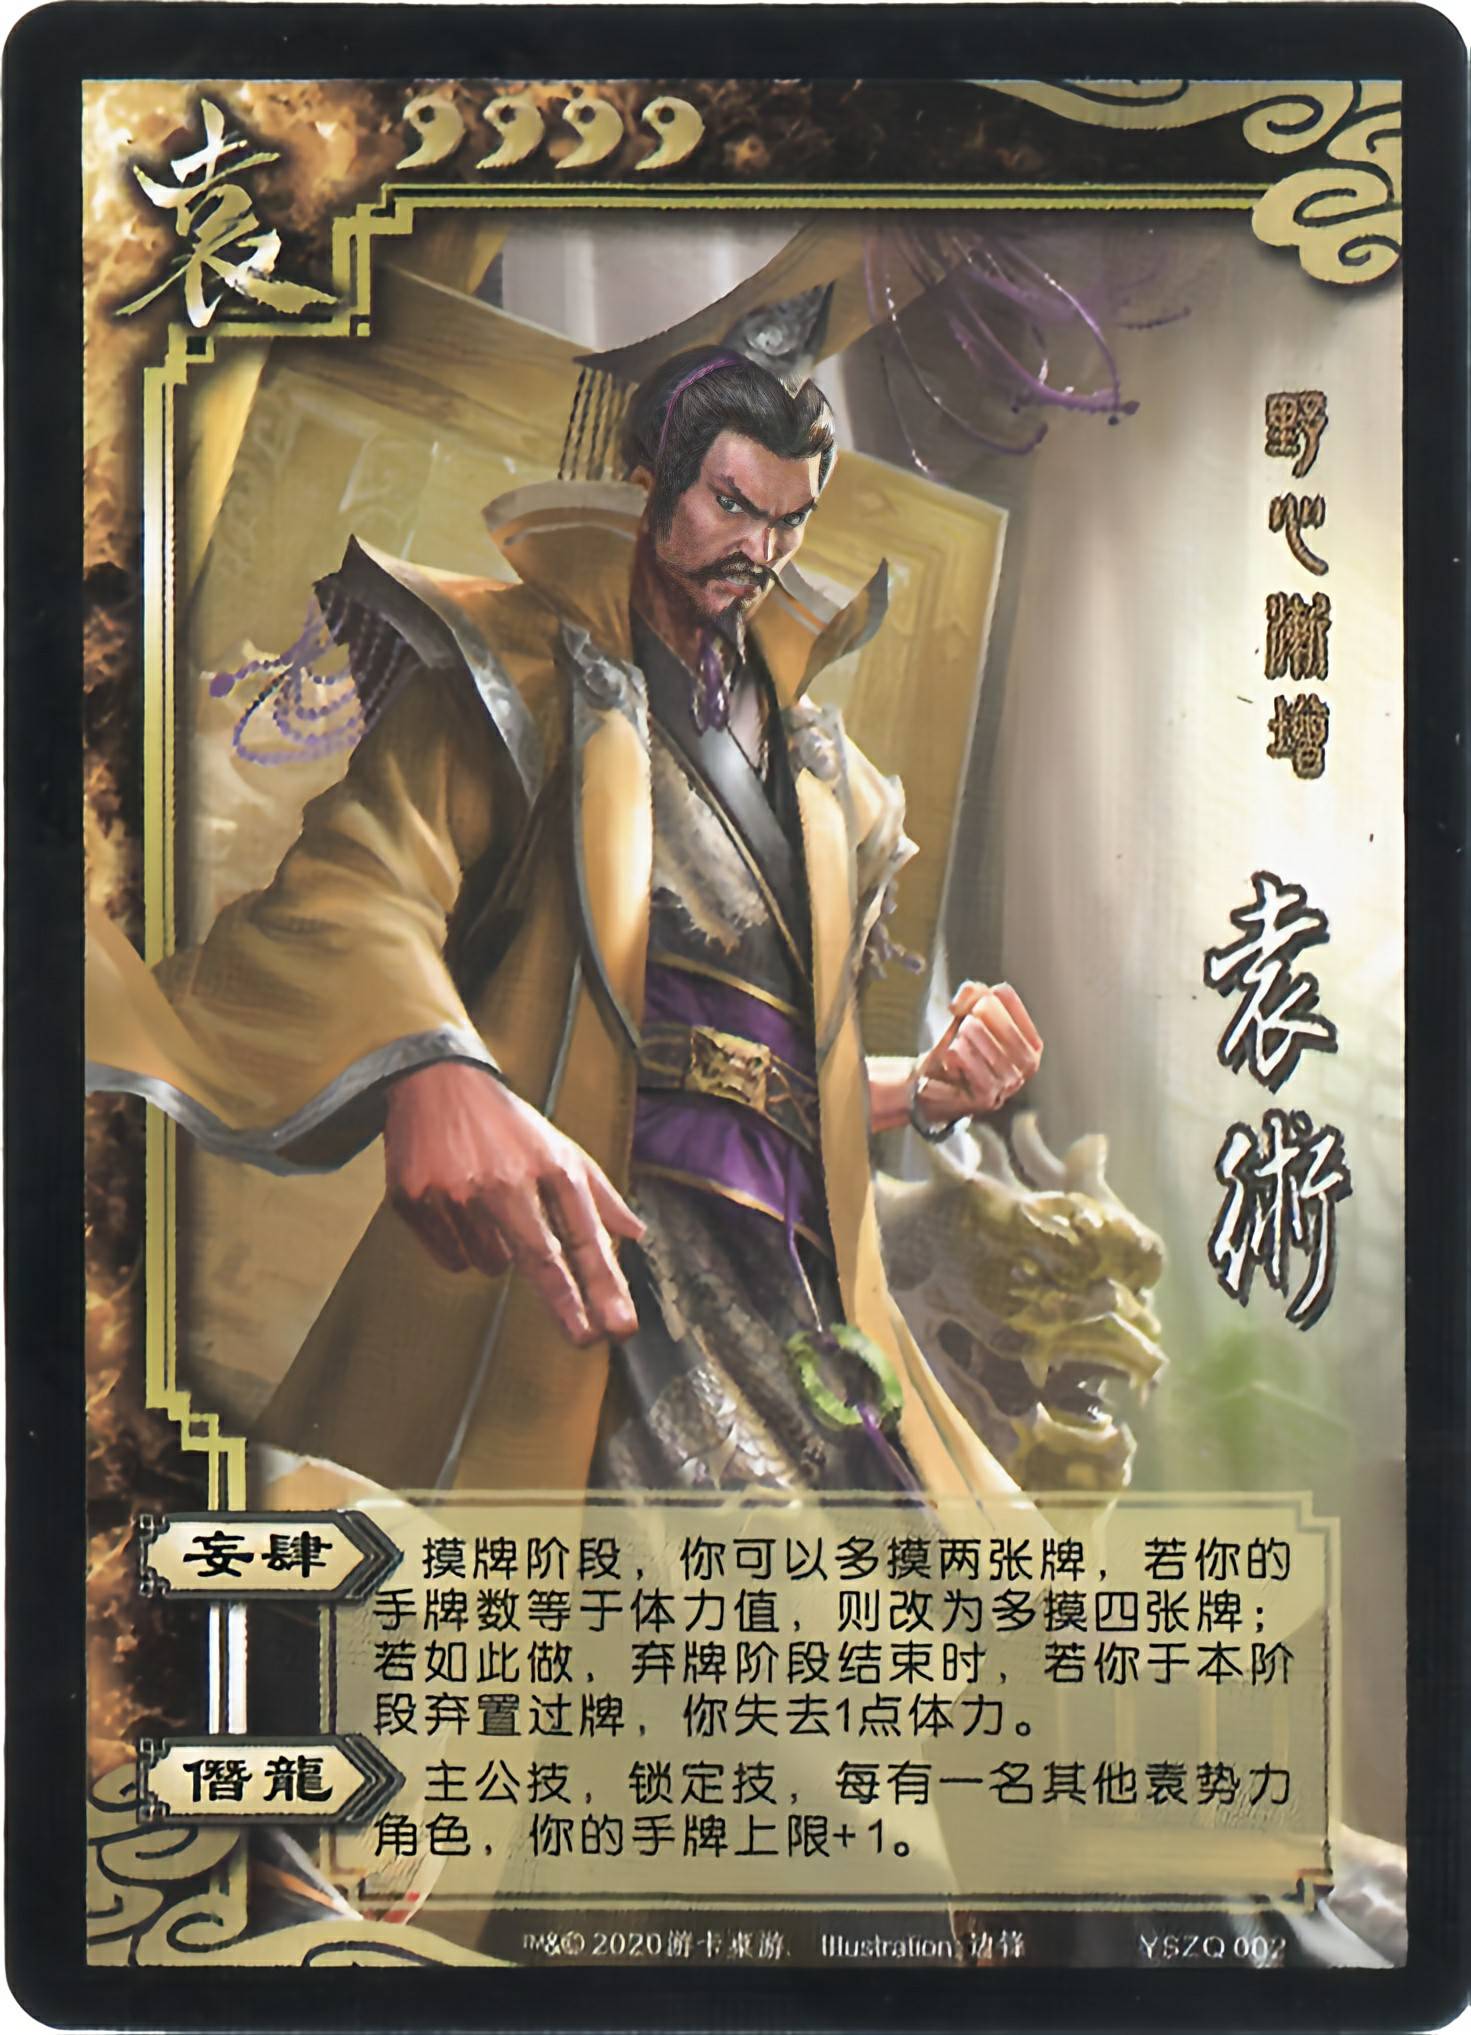 袁
野心漸增
袁術
妄肆
摸牌阶段，你可以多摸两张牌，若你的
手牌数等于体力值，则改为多摸四张牌；
若如此做，弃牌阶段结束时，若你于本阶
段弃置过牌，你失去1点体力。
僭龍
主公技，锁定技，每有一名其他袁势力
角色，你的手牌上限+1。
™&© 2020游卡桌游. Illustration:边锋
YSZQ 002